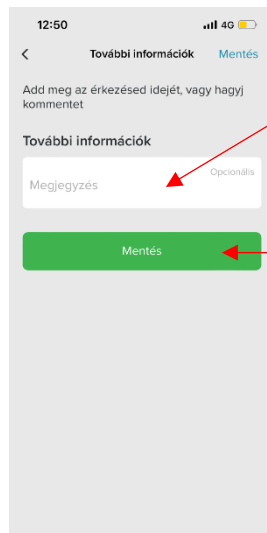 12:50 4G
További információk Mentés
Add meg az érkezésed idejét, vagy hagyj
kommentet
További információk
Opcionális
Megjegyzés
Mentés